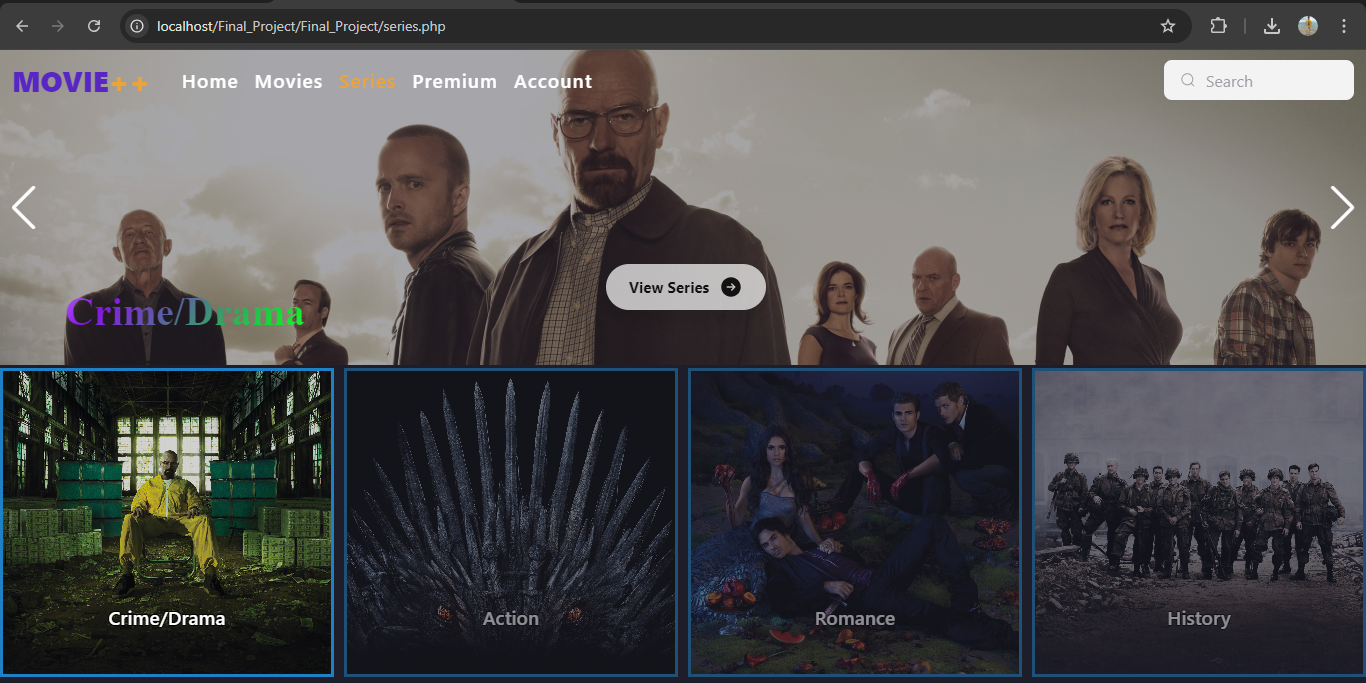 localhost/Final_Project/Final_Project/series.php
MOVIE++ Home Movies Series Premium Account Search
View Series
Crime/Drama
Crime/Drama Action Romance History